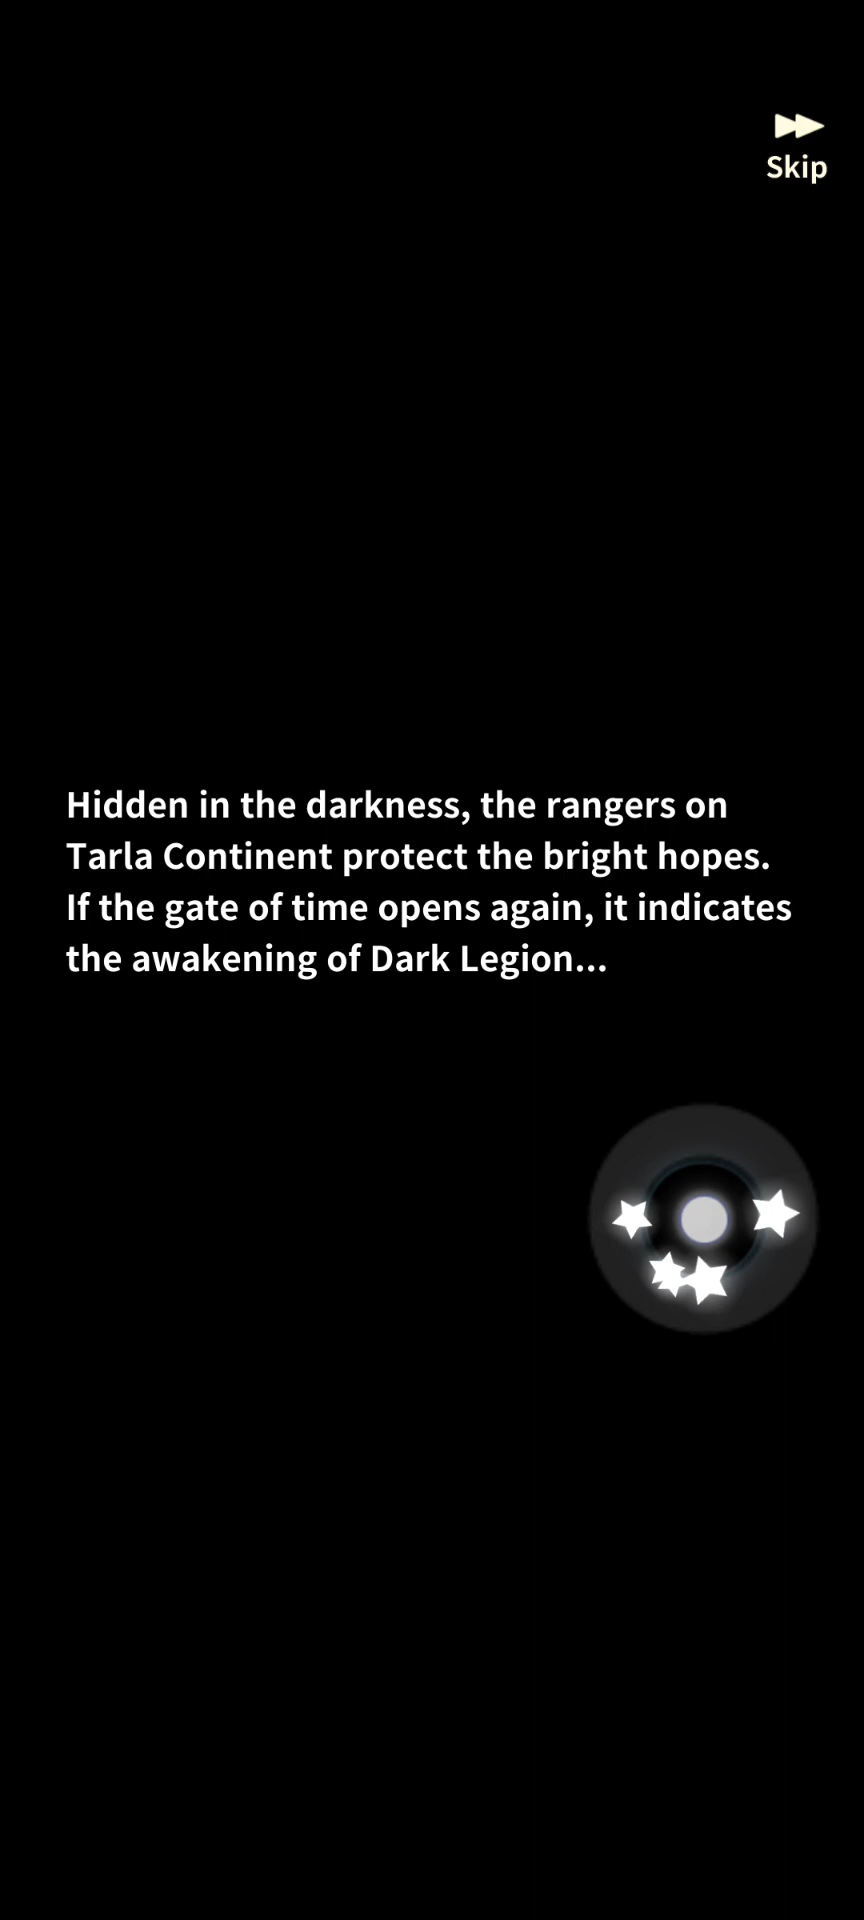 Skip
Hidden in the darkness, the rangers on
Tarla Continent protect the bright hopes.
If the gate of time opens again, it indicates
the awakening of Dark Legion...